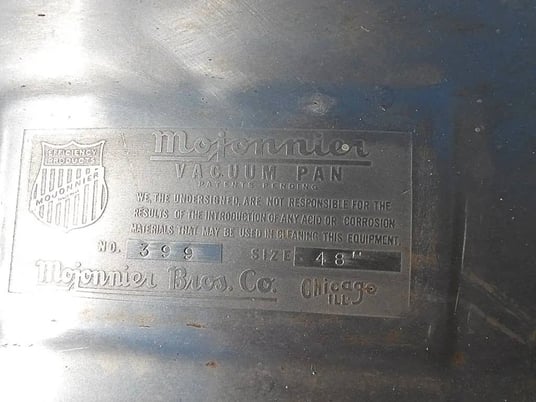 EFFICIENCY
PRODUCTS
MOJONNIER
Mojonnier
VACUUM PAN
PATENTS PENDING
WE, THE UNDERSIGNED, ARE NOT RESPONSIBLE FOR THE
RESULTS OF THE INTRODUCTION OF ANY ACID OR CORROSION
MATERIALS THAT MAY BE USED IN CLEANING THIS EQUIPMENT.
NO. 399 SIZE 48"
Mojonnier Bros. Co. Chicago
ILL.